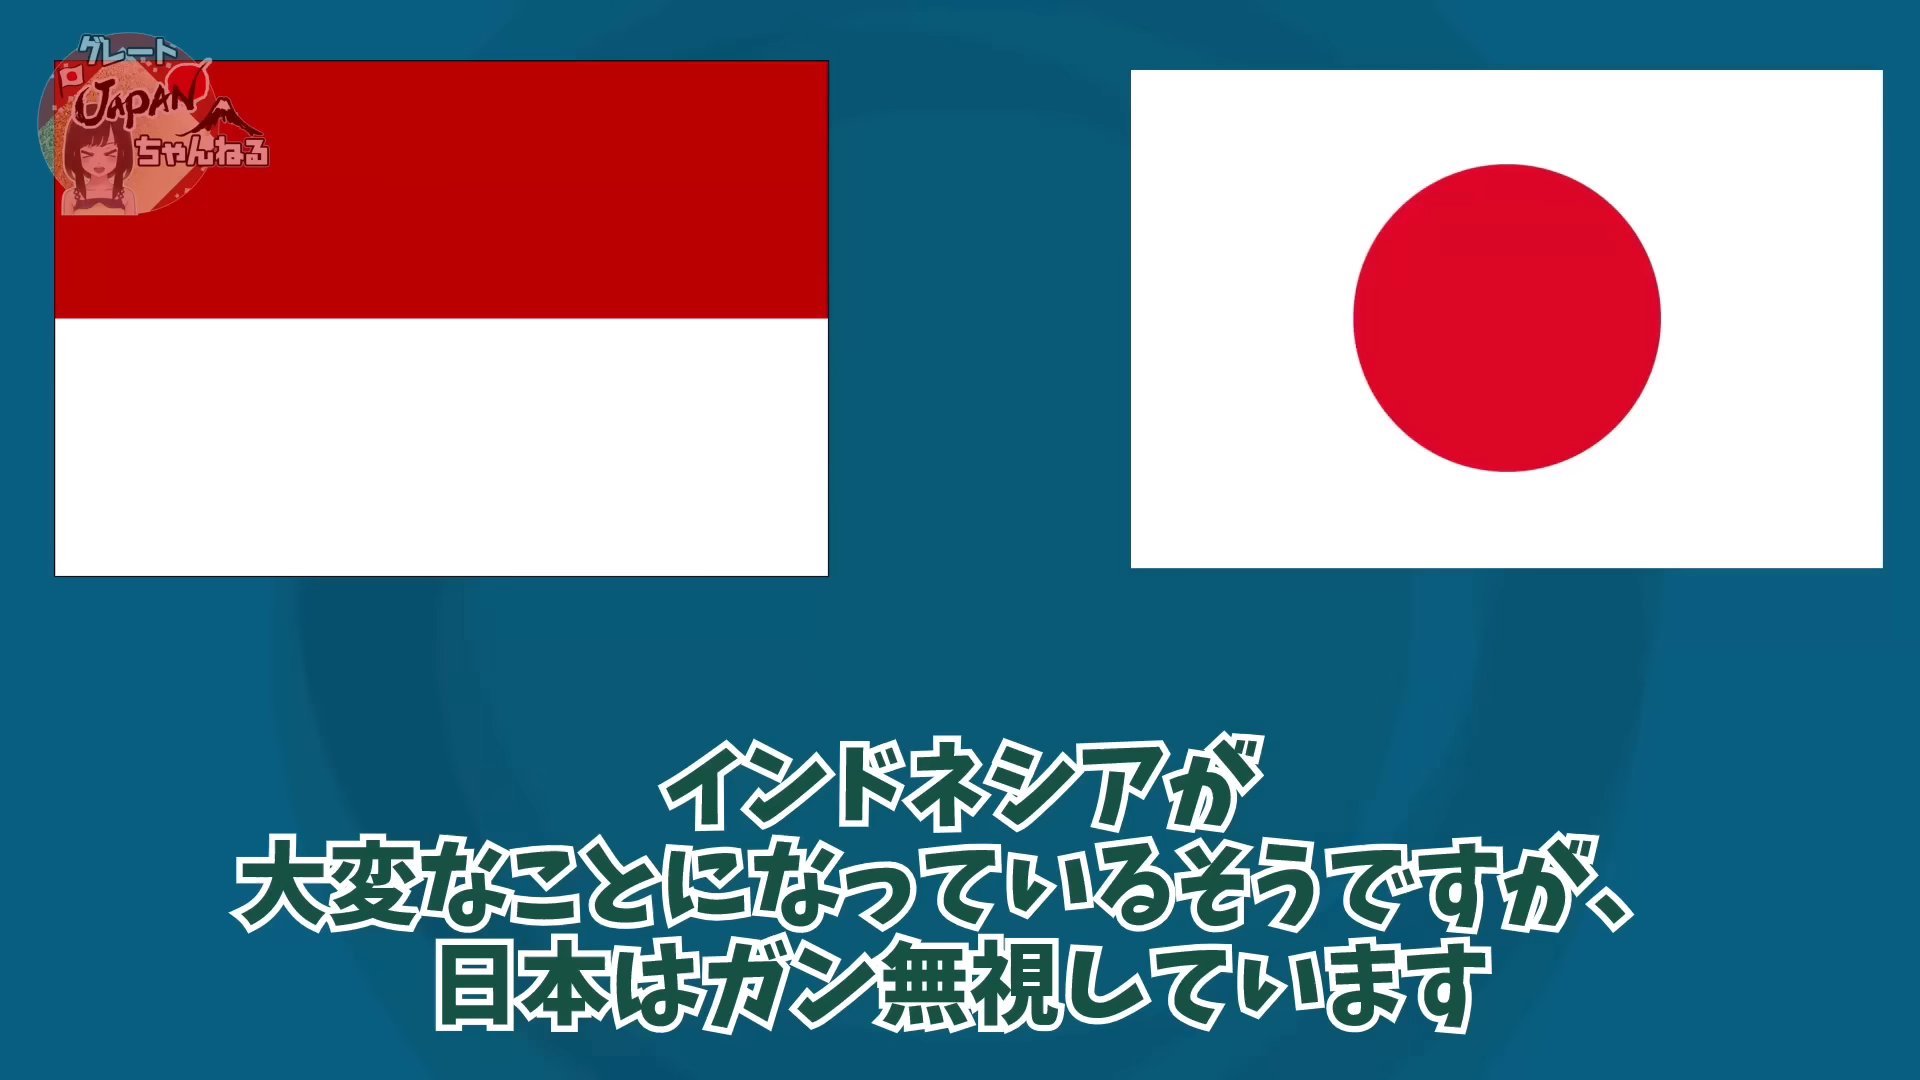 グレート
JAPAN
ちゃんねる
インドネシアが
大変なことになっているそうですが、
日本はガン無視しています